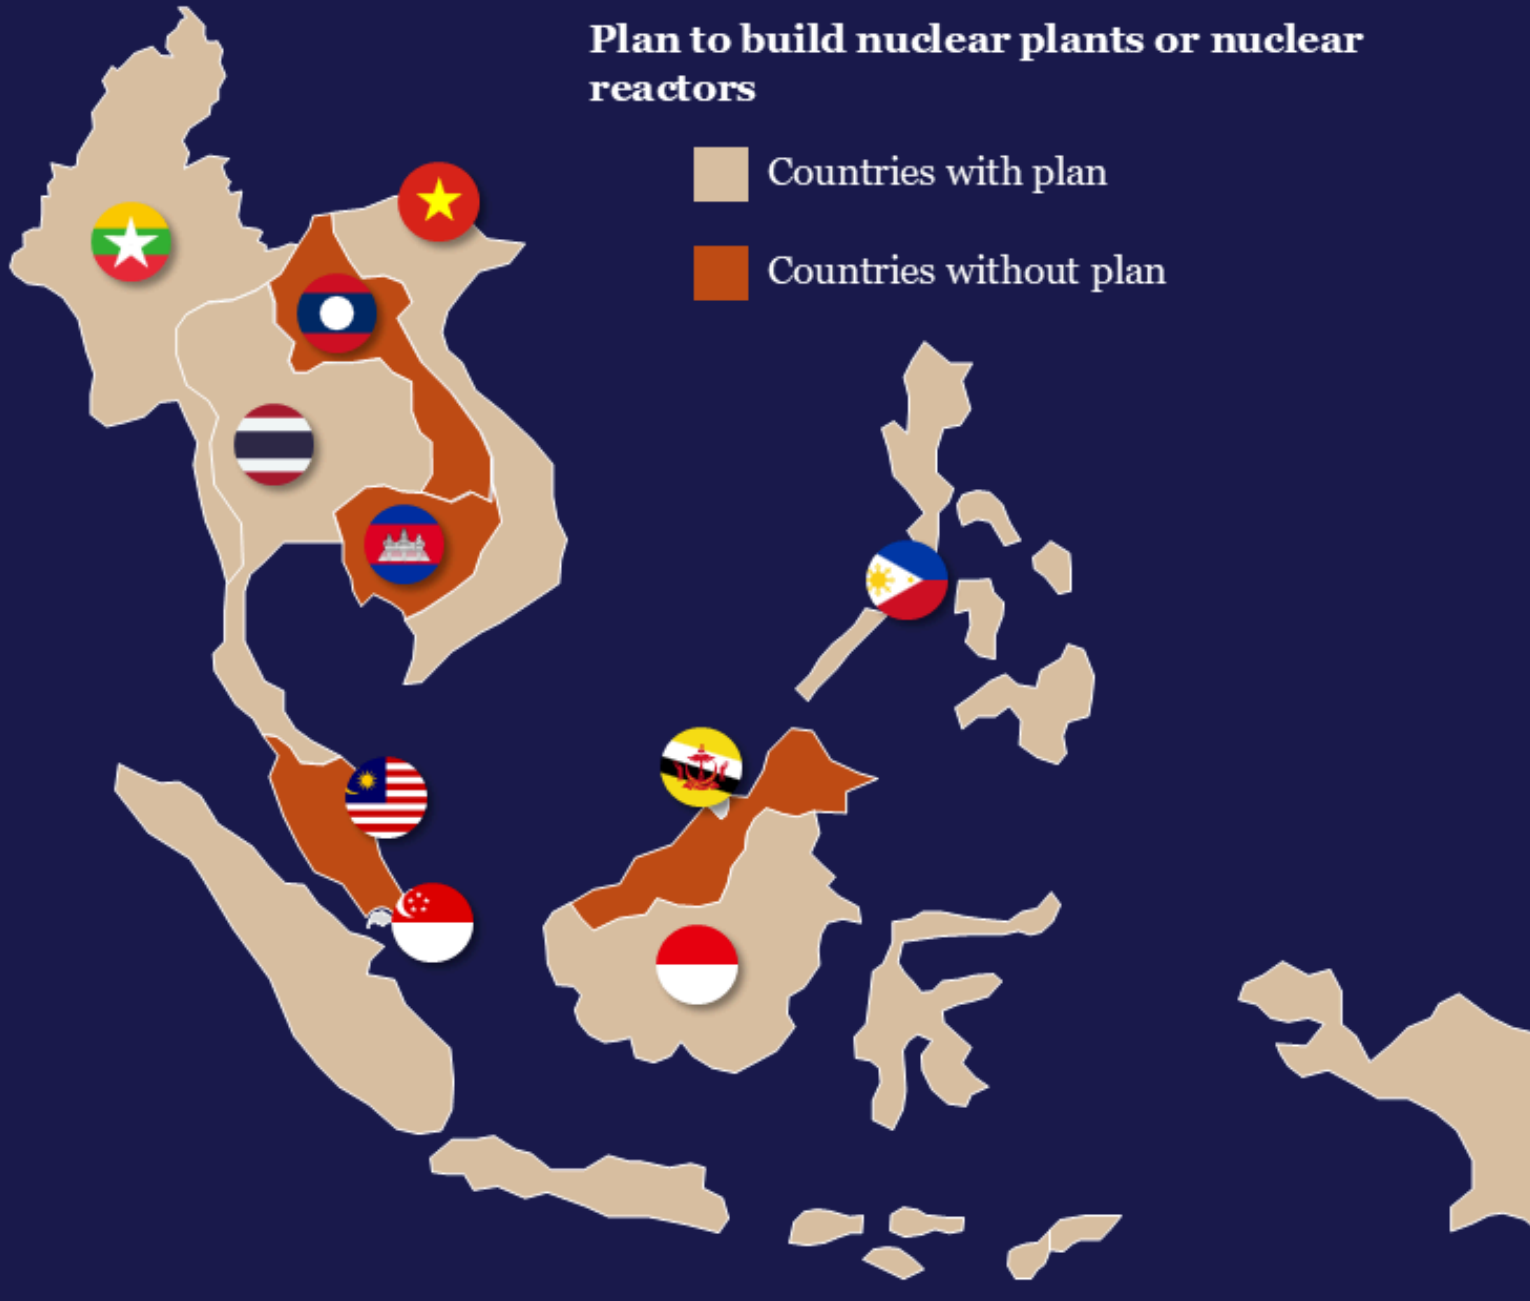 Plan to build nuclear plants or nuclear
reactors
Countries with plan
Countries without plan